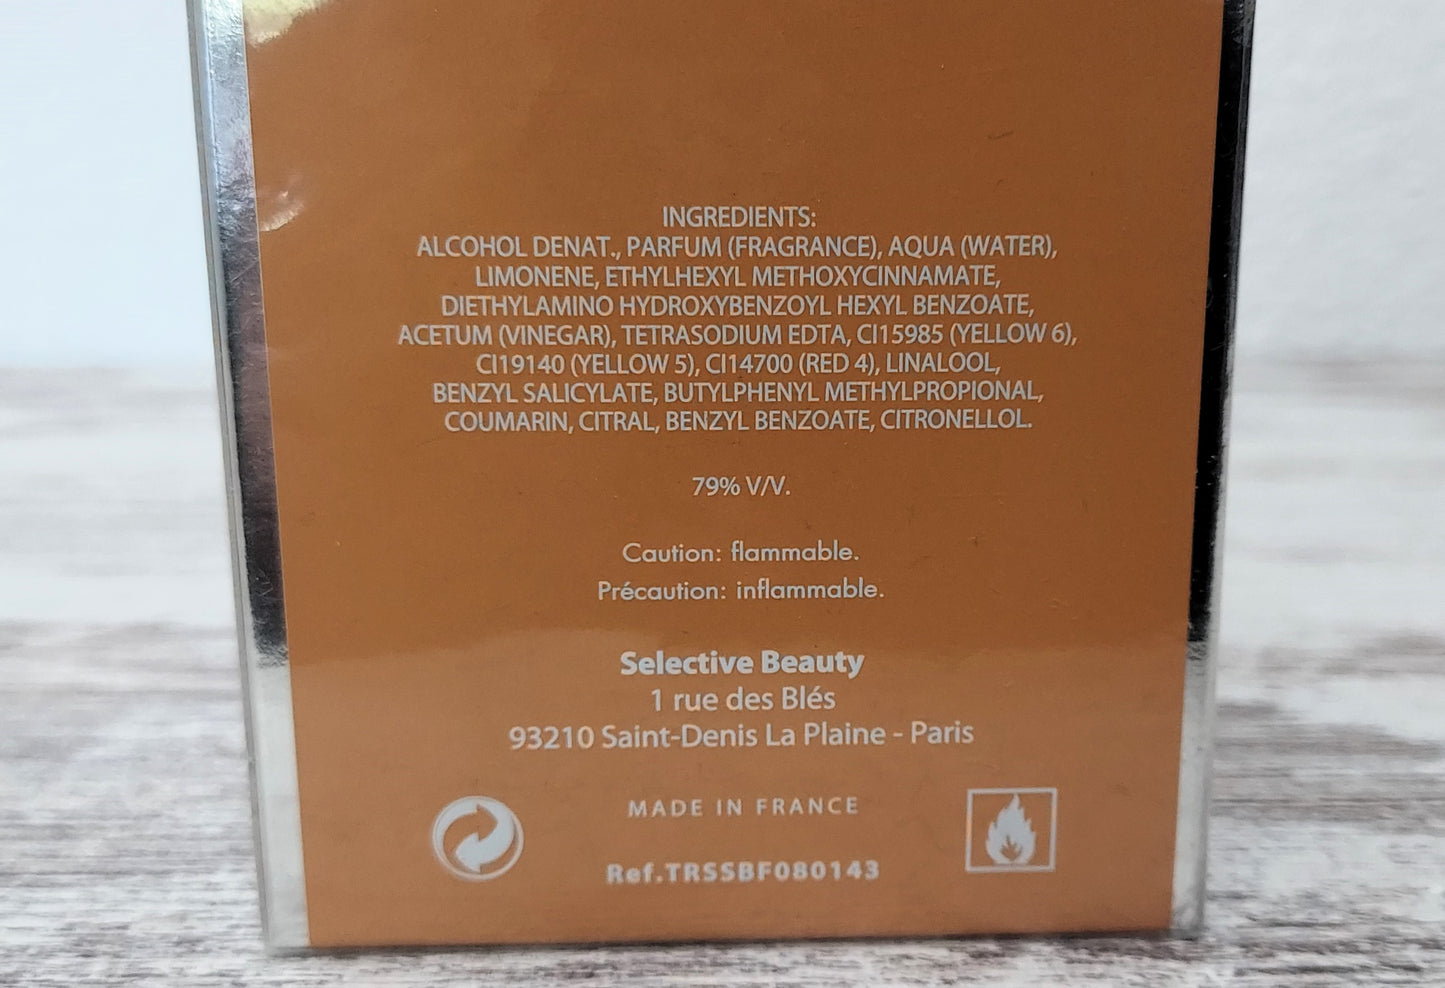 INGREDIENTS:
ALCOHOL DENAT., PARFUM (FRAGRANCE), AQUA (WATER),
LIMONENE, ETHYLHEXYL METHOXYCINNAMATE,
DIETHYLAMINO HYDROXYBENZOYL HEXYL BENZOATE,
ACETUM (VINEGAR), TETRASODIUM EDTA, CI15985 (YELLOW 6),
CI19140 (YELLOW 5), CI14700 (RED 4), LINALOOL,
BENZYL SALICYLATE, BUTYLPHENYL METHYLPROPIONAL,
COUMARIN, CITRAL, BENZYL BENZOATE, CITRONELLOL.
79% V/V.
Caution: flammable.
Précaution: inflammable.
Selective Beauty
1 rue des Blés
93210 Saint-Denis La Plaine - Paris
MADE IN FRANCE
Ref.TRSSBF080143